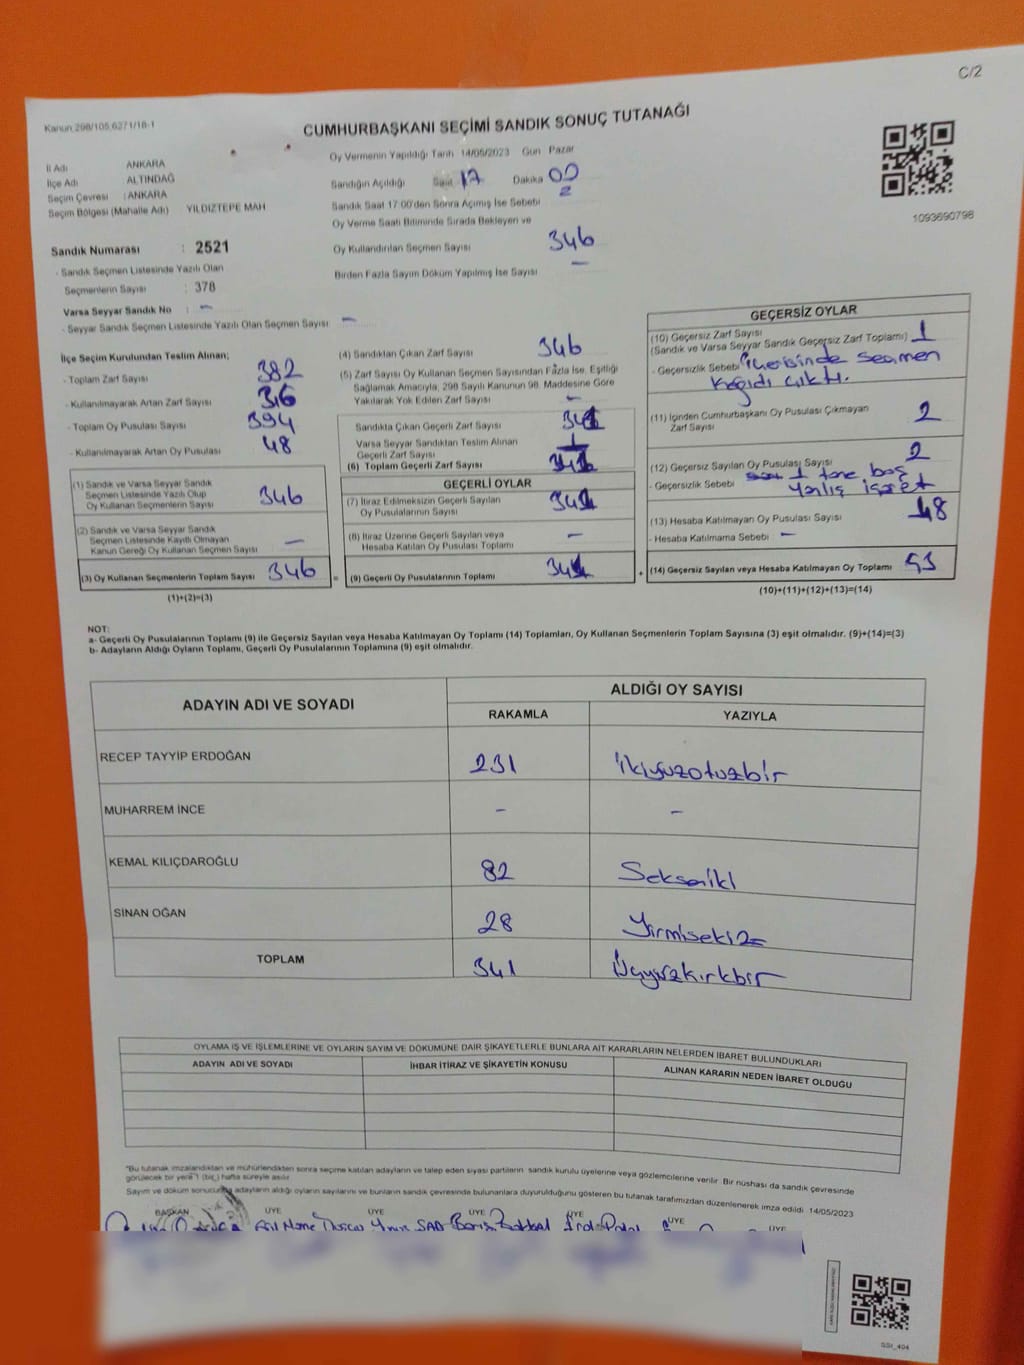 C/2
Kanun:298/105,6271/16-1
CUMHURBAŞKANI SEÇİMİ SANDIK SONUÇ TUTANAĞI
İl Adı ANKARA
İlçe Adı ALTINDAĞ
Seçim Çevresi : ANKARA
Seçim Bölgesi (Mahalle Adı) YILDIZTEPE MAH
Sandık Numarası : 2521
- Sandık Seçmen Listesinde Yazılı Olan
Seçmenlerin Sayısı : 378
Varsa Seyyar Sandık No : -
- Seyyar Sandık Seçmen Listesinde Yazılı Olan Seçmen Sayısı -
Oy Vermenin Yapıldığı Tarih 14/05/2023 Gün Pazar
Sandığın Açıldığı Saat 17 Dakika 00
Sandık Saat 17:00'den Sonra Açımış İse Sebebi
Oy Verme Saati Bitiminde Sırada Bekleyen ve
Oy Kullandırılan Seçmen Sayısı 346
Birden Fazla Sayım Döküm Yapılmış İse Sayısı -
1093690798
İlçe Seçim Kurulundan Teslim Alınan;
- Toplam Zarf Sayısı 382
- Kullanılmayarak Artan Zarf Sayısı 36
- Toplam Oy Pusulası Sayısı 394
- Kullanılmayarak Artan Oy Pusulası 48
(1) Sandık ve Varsa Seyyar Sandık
Seçmen Listesinde Yazılı Olup
Oy Kullanan Seçmenlerin Sayısı 346
(2) Sandık ve Varsa Seyyar Sandık
Seçmen Listesinde Kayıtlı Olmayan
Kanun Gereği Oy Kullanan Seçmen Sayısı -
(3) Oy Kullanan Seçmenlerin Toplam Sayısı 346
(1)+(2)=(3)
(4) Sandıktan Çıkan Zarf Sayısı 346
(5) Zarf Sayısı Oy Kullanan Seçmen Sayısından Fazla İse, Eşitliği
Sağlamak Amacıyla, 298 Sayılı Kanunun 98. Maddesine Göre
Yakılarak Yok Edilen Zarf Sayısı -
Sandıkta Çıkan Geçerli Zarf Sayısı 341
Varsa Seyyar Sandıktan Teslim Alınan
Geçerli Zarf Sayısı
(6) Toplam Geçerli Zarf Sayısı 341
GEÇERLİ OYLAR
(7) İtiraz Edilmeksizin Geçerli Sayılan
Oy Pusulalarının Sayısı 341
(8) İtiraz Üzerine Geçerli Sayılan ve
Hesaba Katılan Oy Pusulası Toplamı -
= (9) Geçerli Oy Pusulalarının Toplamı 341
GEÇERSİZ OYLAR
(10) Geçersiz Zarf Sayısı
(Sandık ve Varsa Seyyar Sandık Geçersiz Zarf Toplamı) 1
- Geçersizlik Sebebi içerisinde seçmen
kağıdı çıktı.
(11) İçinden Cumhurbaşkanı Oy Pusulası Çıkmayan
Zarf Sayısı 2
(12) Geçersiz Sayılan Oy Pusulası Sayısı 2
- Geçersizlik Sebebi 1 tane boş
yanlış işaret
(13) Hesaba Katılmayan Oy Pusulası Sayısı 48
- Hesaba Katılmama Sebebi -
+ (14) Geçersiz Sayılan veya Hesaba Katılmayan Oy Toplamı 53
(10)+(11)+(12)+(13)=(14)
NOT:
a- Geçerli Oy Pusulalarının Toplamı (9) ile Geçersiz Sayılan veya Hesaba Katılmayan Oy Toplamı (14) Toplamları, Oy Kullanan Seçmenlerin Toplam Sayısına (3) eşit olmalıdır. (9)+(14)=(3)
b- Adayların Aldığı Oyların Toplamı, Geçerli Oy Pusulalarının Toplamına (9) eşit olmalıdır.
ADAYIN ADI VE SOYADI ALDIĞI OY SAYISI
RAKAMLA YAZIYLA
RECEP TAYYİP ERDOĞAN 231 ikiyüzotuzbir
MUHARREM İNCE - -
KEMAL KILIÇDAROĞLU 82 Seksaniki
SİNAN OĞAN 28 Yirmisekiz
TOPLAM 341 Üçyüzkırkbir
OYLAMA İŞ VE İŞLEMLERİNE VE OYLARIN SAYIM VE DÖKÜMÜNE DAİR ŞİKAYETLERLE BUNLARA AİT KARARLARIN NELERDEN İBARET BULUNDUKLARI
ADAYIN ADI VE SOYADI İHBAR İTİRAZ VE ŞİKAYETİN KONUSU ALINAN KARARIN NEDEN İBARET OLDUĞU
*Bu tutanak imzalandıktan ve mühürlendikten sonra seçime katılan adayların ve talep eden siyasi partilerin sandık kurulu üyelerine veya gözlemcilerine verilir. Bir nüshası da sandık çevresinde
görülecek bir yere 1 (bir) hafta süreyle asılır
Sayım ve döküm sonucunda adayların aldığı oyların sayılarını ve bunların sandık çevresinde bulunanlara duyurulduğunu gösteren bu tutanak tarafımızdan düzenlenerek imza edildi 14/05/2023
BAŞKAN ÜYE ÜYE ÜYE ÜYE ÜYE ÜYE
SSI_404